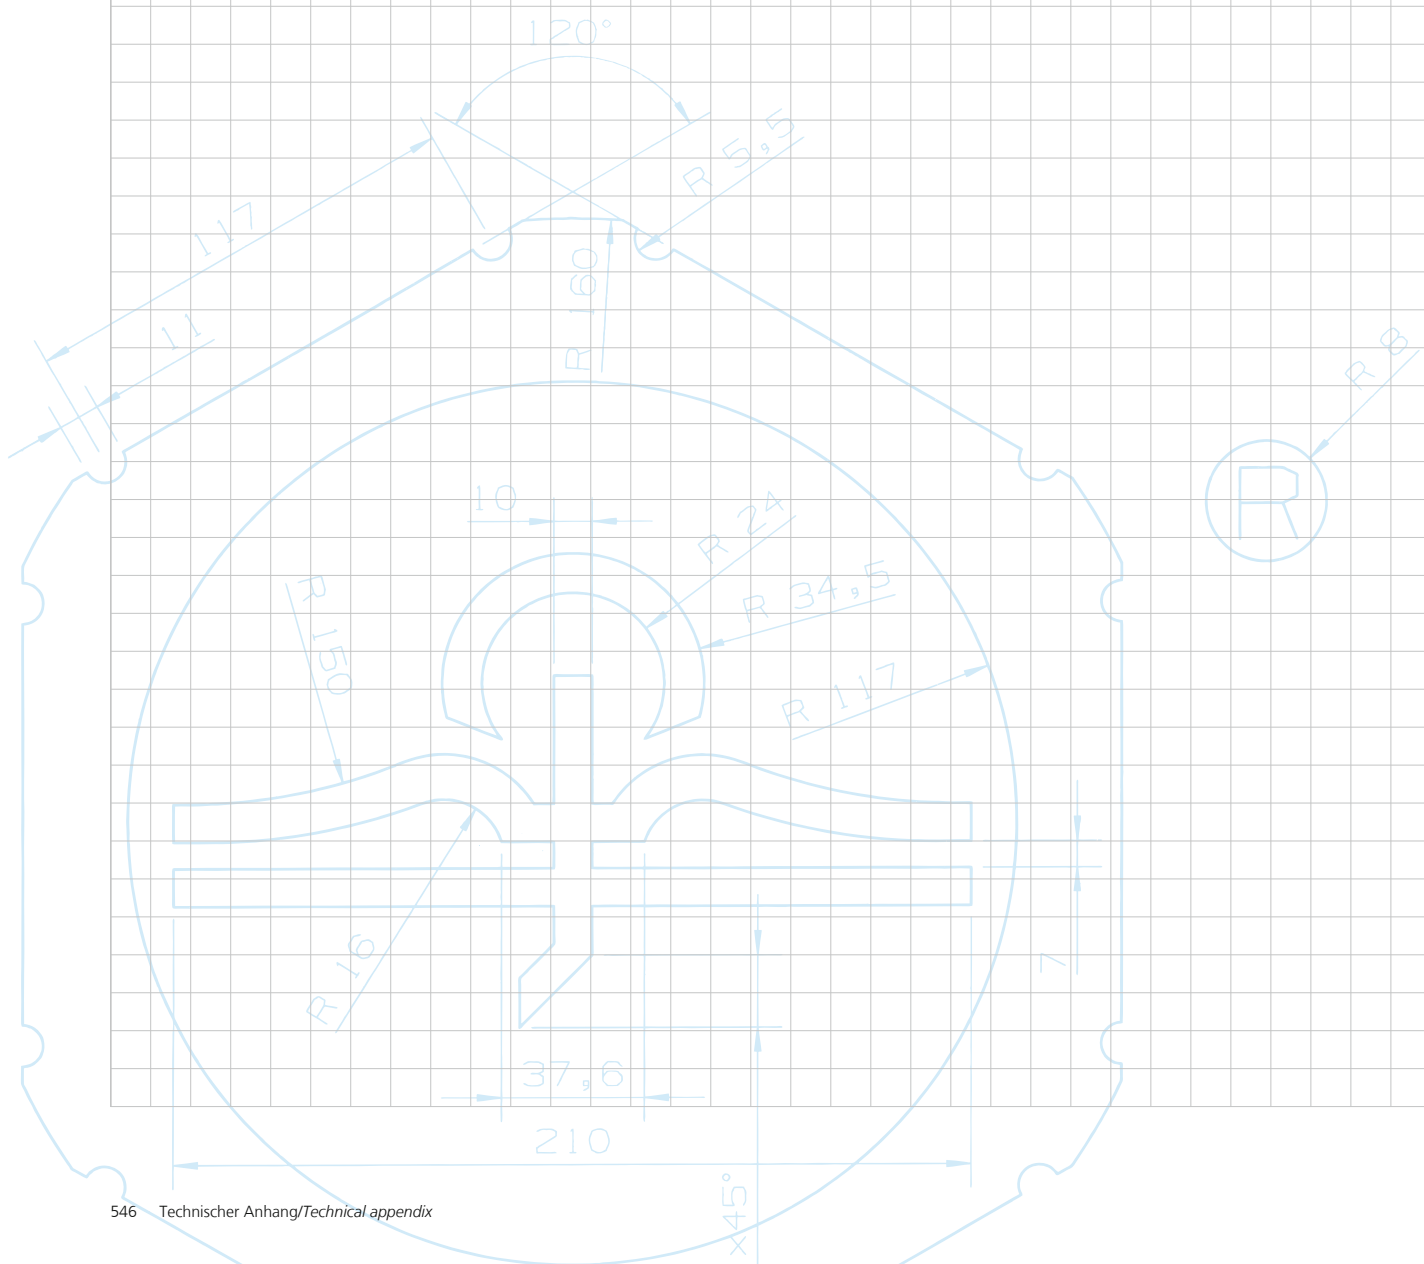 120°
R 5,5
117
R 160
11
R 8
10
R 24
R
R 34,5
R 150
R 117
R 16
7
37,6
210
x45°
546 Technischer Anhang/Technical appendix